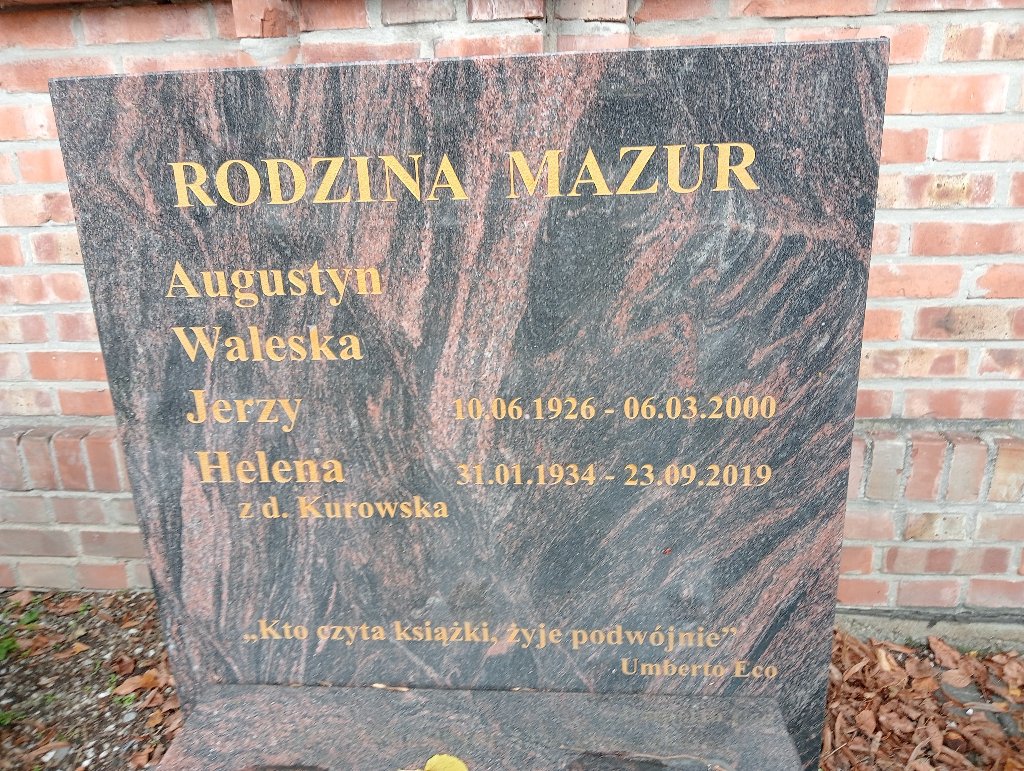 RODZINA MAZUR
Augustyn
Waleska
Jerzy 10.06.1926 - 06.03.2000
Helena 31.01.1934 - 23.09.2019
z d. Kurowska
„Kto czyta książki, żyje podwójnie”
Umberto Eco